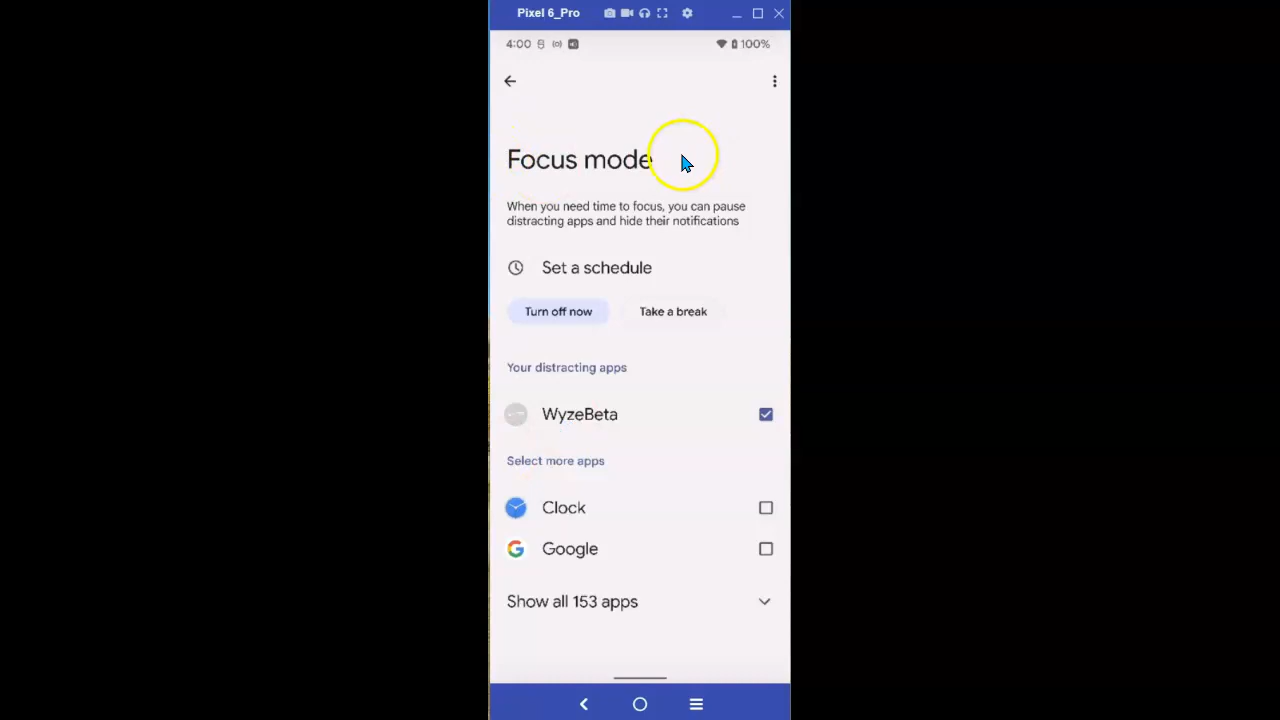 Pixel 6_Pro
4:00 100%
Focus mode
When you need time to focus, you can pause
distracting apps and hide their notifications
Set a schedule
Turn off now Take a break
Your distracting apps
WyzeBeta
Select more apps
Clock
Google
Show all 153 apps